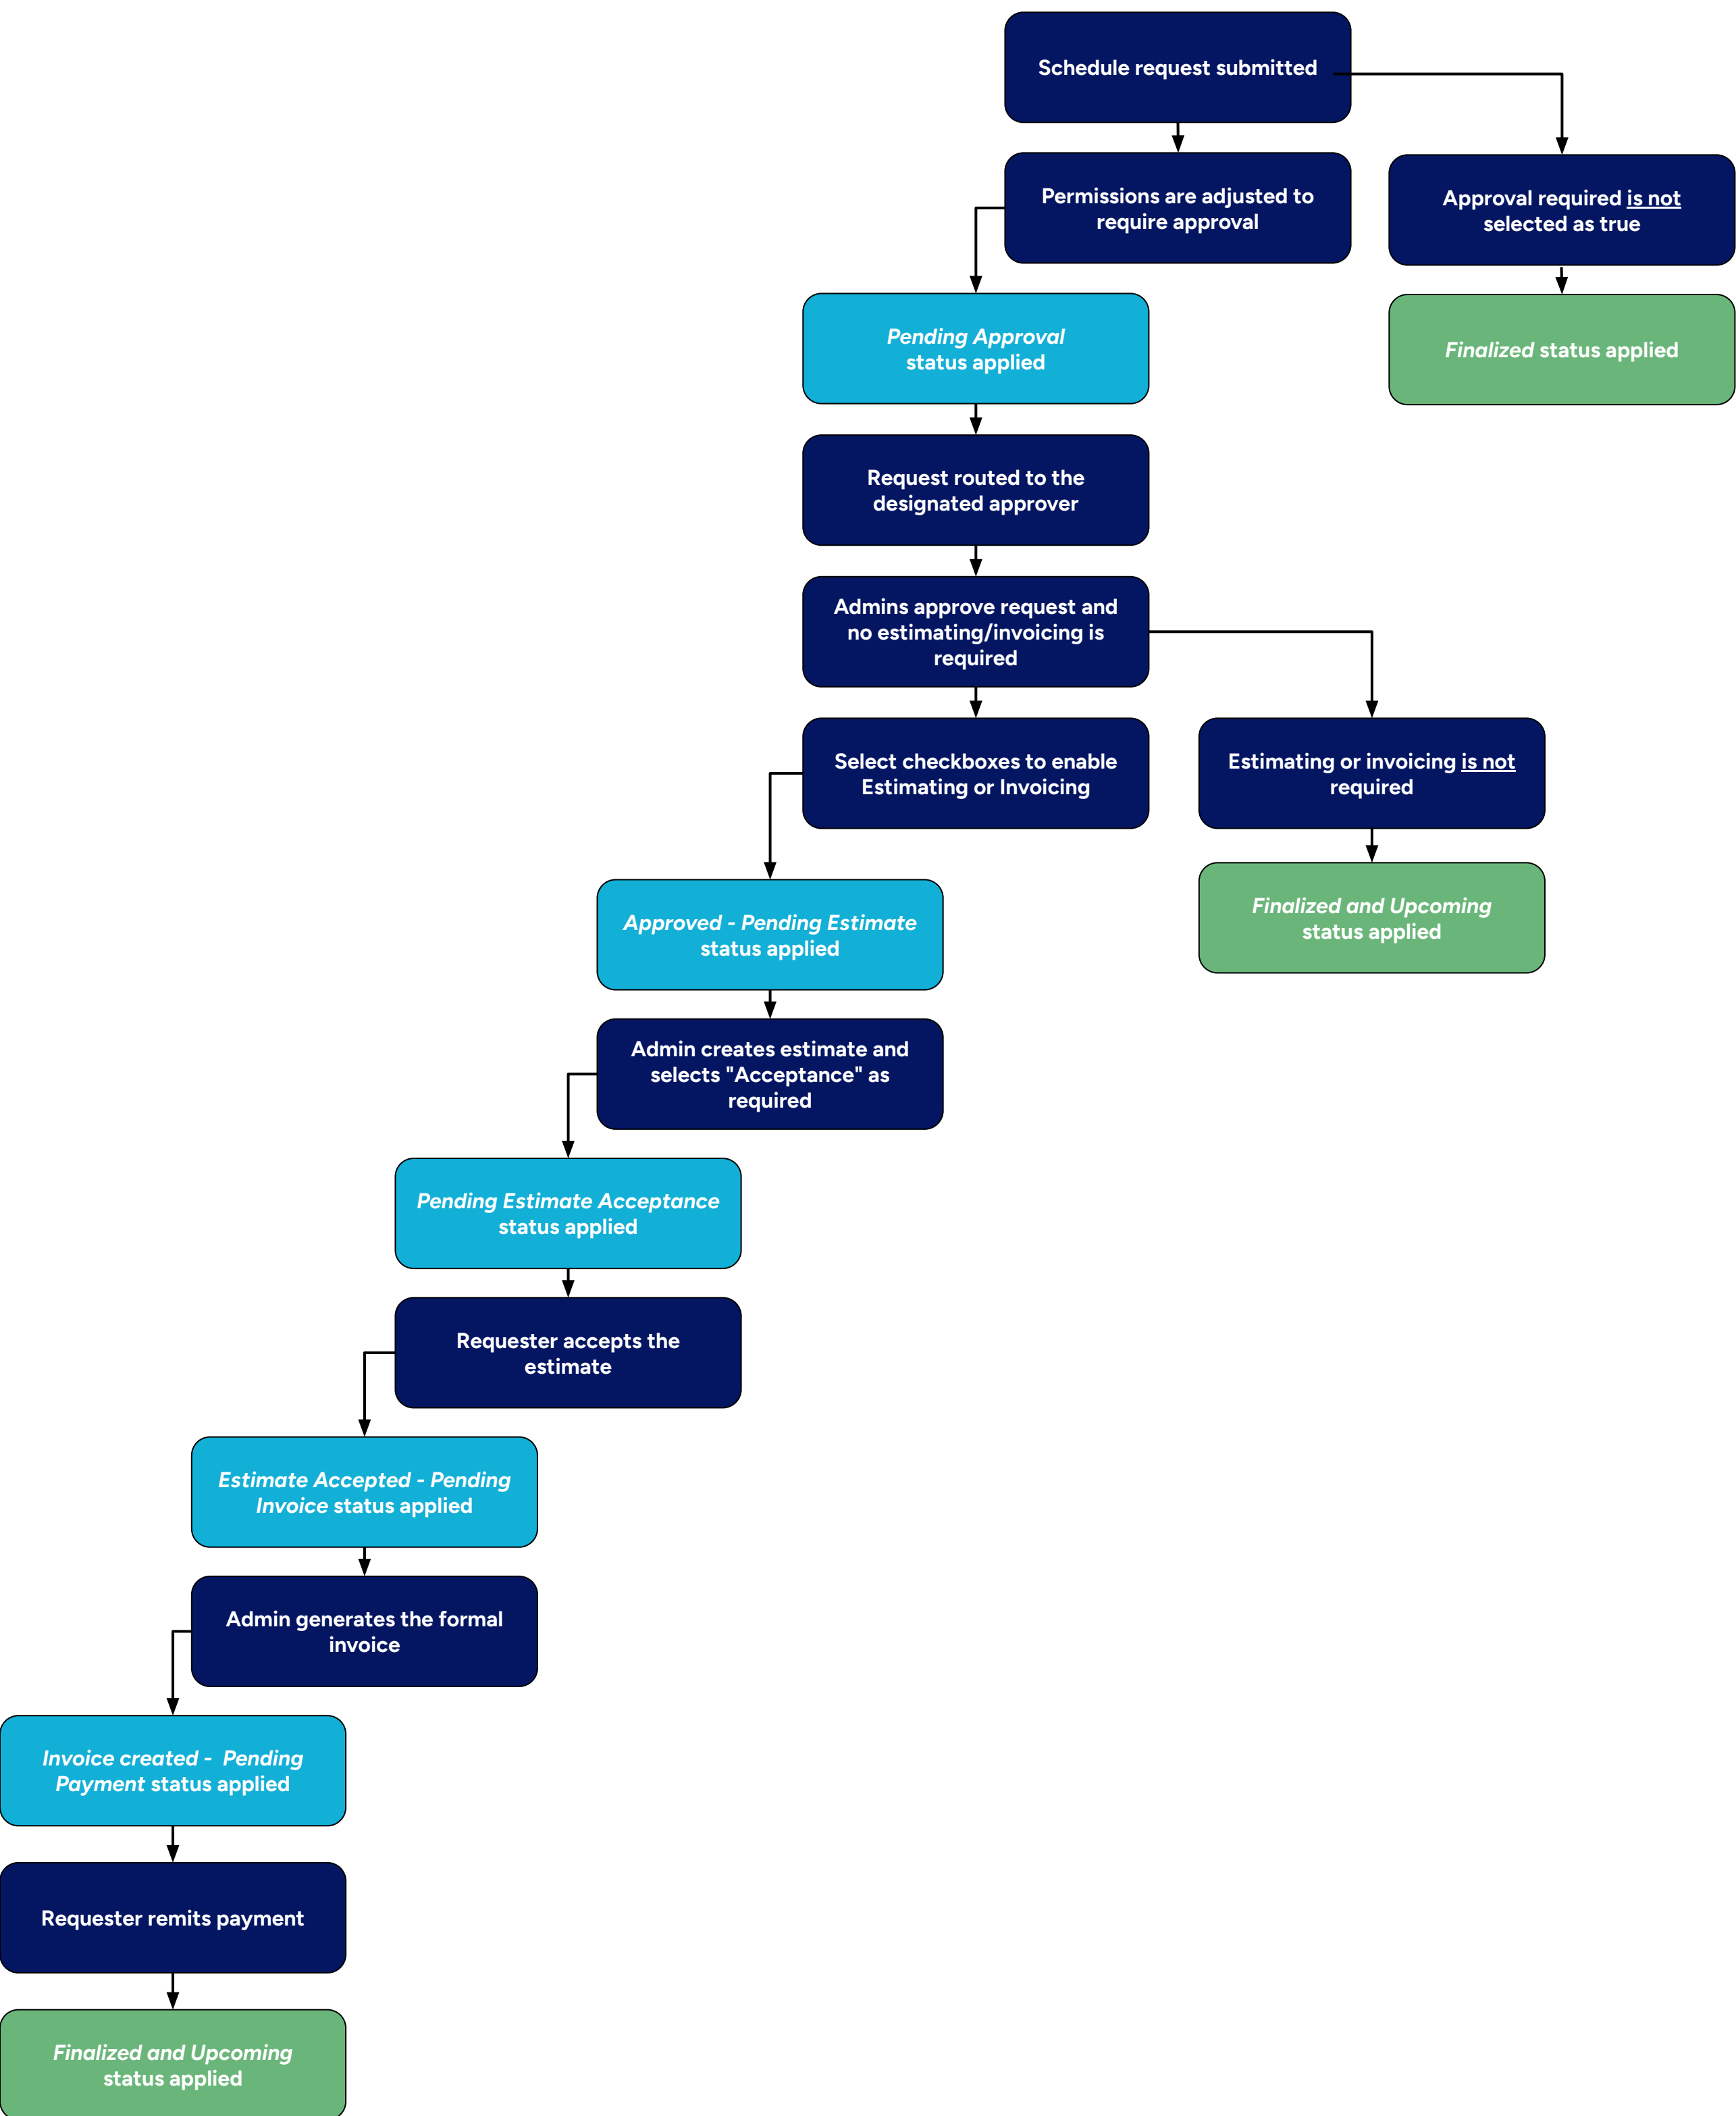 Schedule request submitted
Permissions are adjusted to
require approval
Approval required is not
selected as true
Pending Approval
status applied
Finalized status applied
Request routed to the
designated approver
Admins approve request and
no estimating/invoicing is
required
Select checkboxes to enable
Estimating or Invoicing
Estimating or invoicing is not
required
Approved - Pending Estimate
status applied
Finalized and Upcoming
status applied
Admin creates estimate and
selects "Acceptance" as
required
Pending Estimate Acceptance
status applied
Requester accepts the
estimate
Estimate Accepted - Pending
Invoice status applied
Admin generates the formal
invoice
Invoice created -  Pending
Payment status applied
Requester remits payment
Finalized and Upcoming
status applied